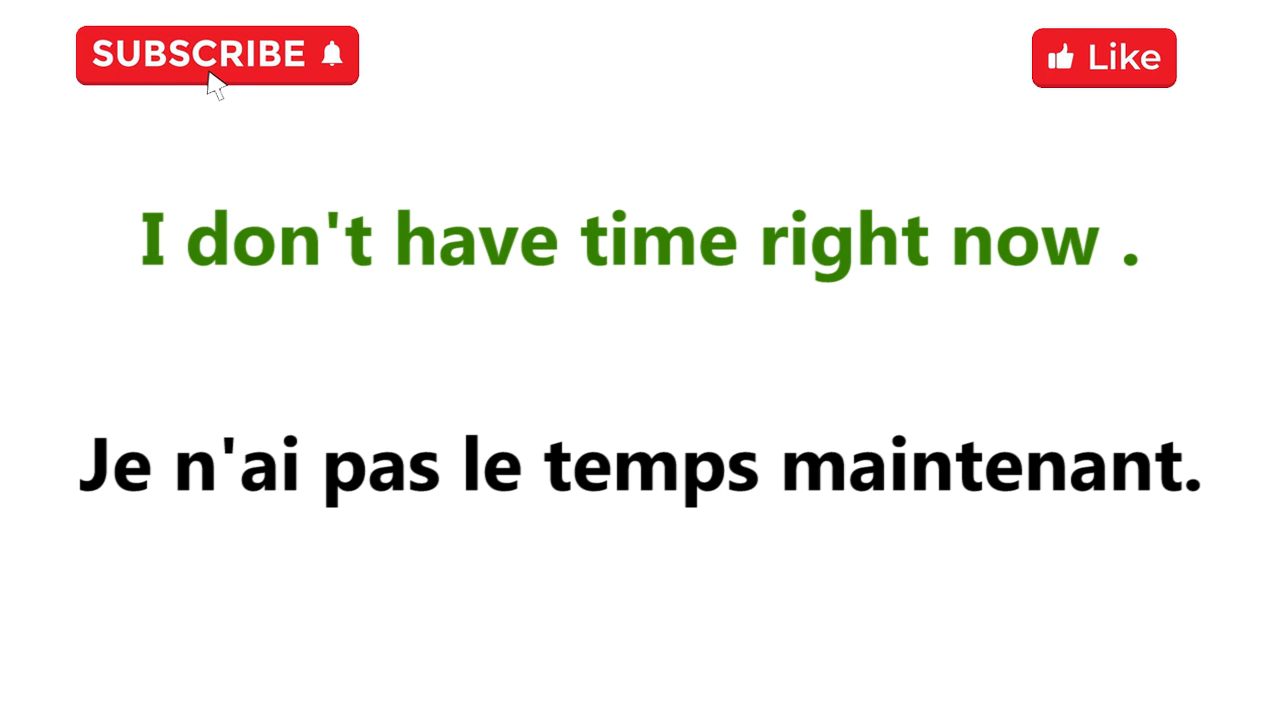 SUBSCRIBE
Like
I don't have time right now .
Je n'ai pas le temps maintenant.